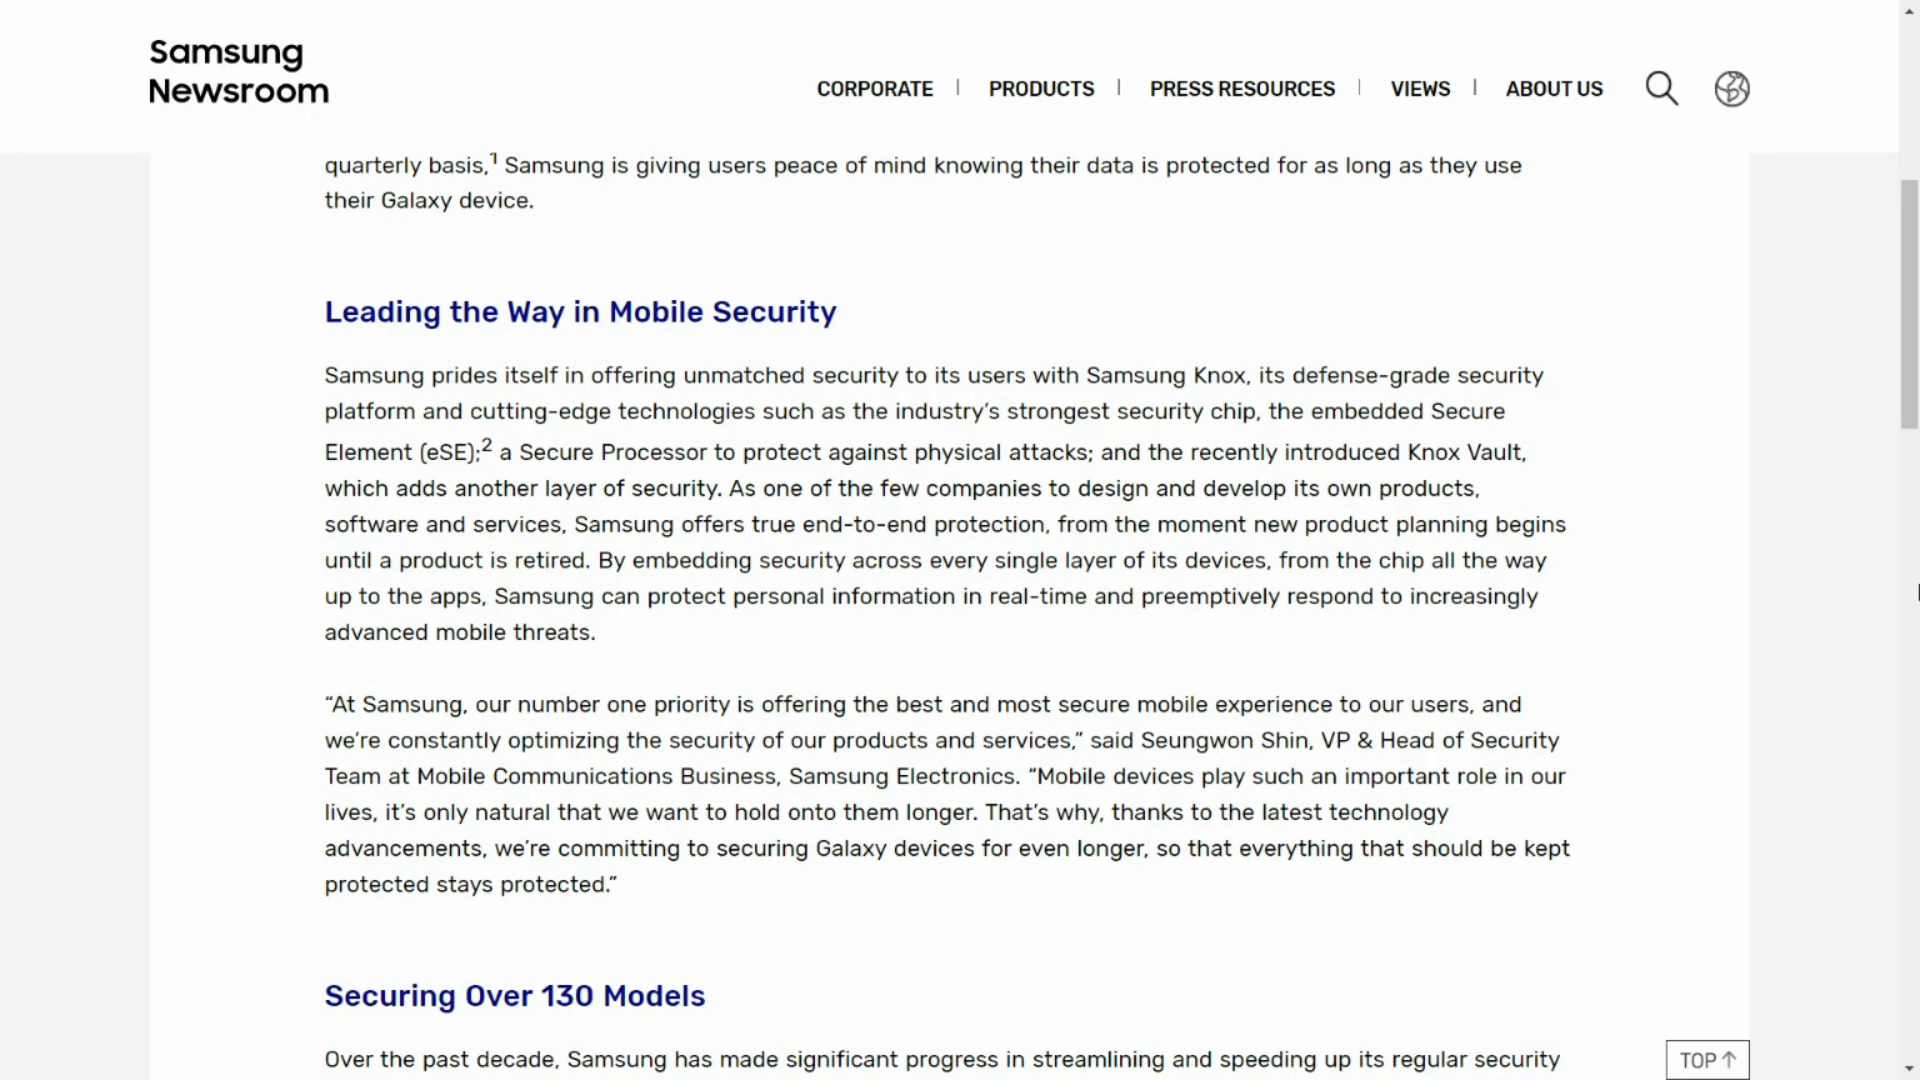 Samsung
Newsroom
CORPORATE | PRODUCTS | PRESS RESOURCES | VIEWS | ABOUT US
quarterly basis,¹ Samsung is giving users peace of mind knowing their data is protected for as long as they use
their Galaxy device.
Leading the Way in Mobile Security
Samsung prides itself in offering unmatched security to its users with Samsung Knox, its defense-grade security
platform and cutting-edge technologies such as the industry’s strongest security chip, the embedded Secure
Element (eSE);² a Secure Processor to protect against physical attacks; and the recently introduced Knox Vault,
which adds another layer of security. As one of the few companies to design and develop its own products,
software and services, Samsung offers true end-to-end protection, from the moment new product planning begins
until a product is retired. By embedding security across every single layer of its devices, from the chip all the way
up to the apps, Samsung can protect personal information in real-time and preemptively respond to increasingly
advanced mobile threats.
“At Samsung, our number one priority is offering the best and most secure mobile experience to our users, and
we’re constantly optimizing the security of our products and services,” said Seungwon Shin, VP & Head of Security
Team at Mobile Communications Business, Samsung Electronics. “Mobile devices play such an important role in our
lives, it’s only natural that we want to hold onto them longer. That’s why, thanks to the latest technology
advancements, we’re committing to securing Galaxy devices for even longer, so that everything that should be kept
protected stays protected.”
Securing Over 130 Models
Over the past decade, Samsung has made significant progress in streamlining and speeding up its regular security
TOP ↑